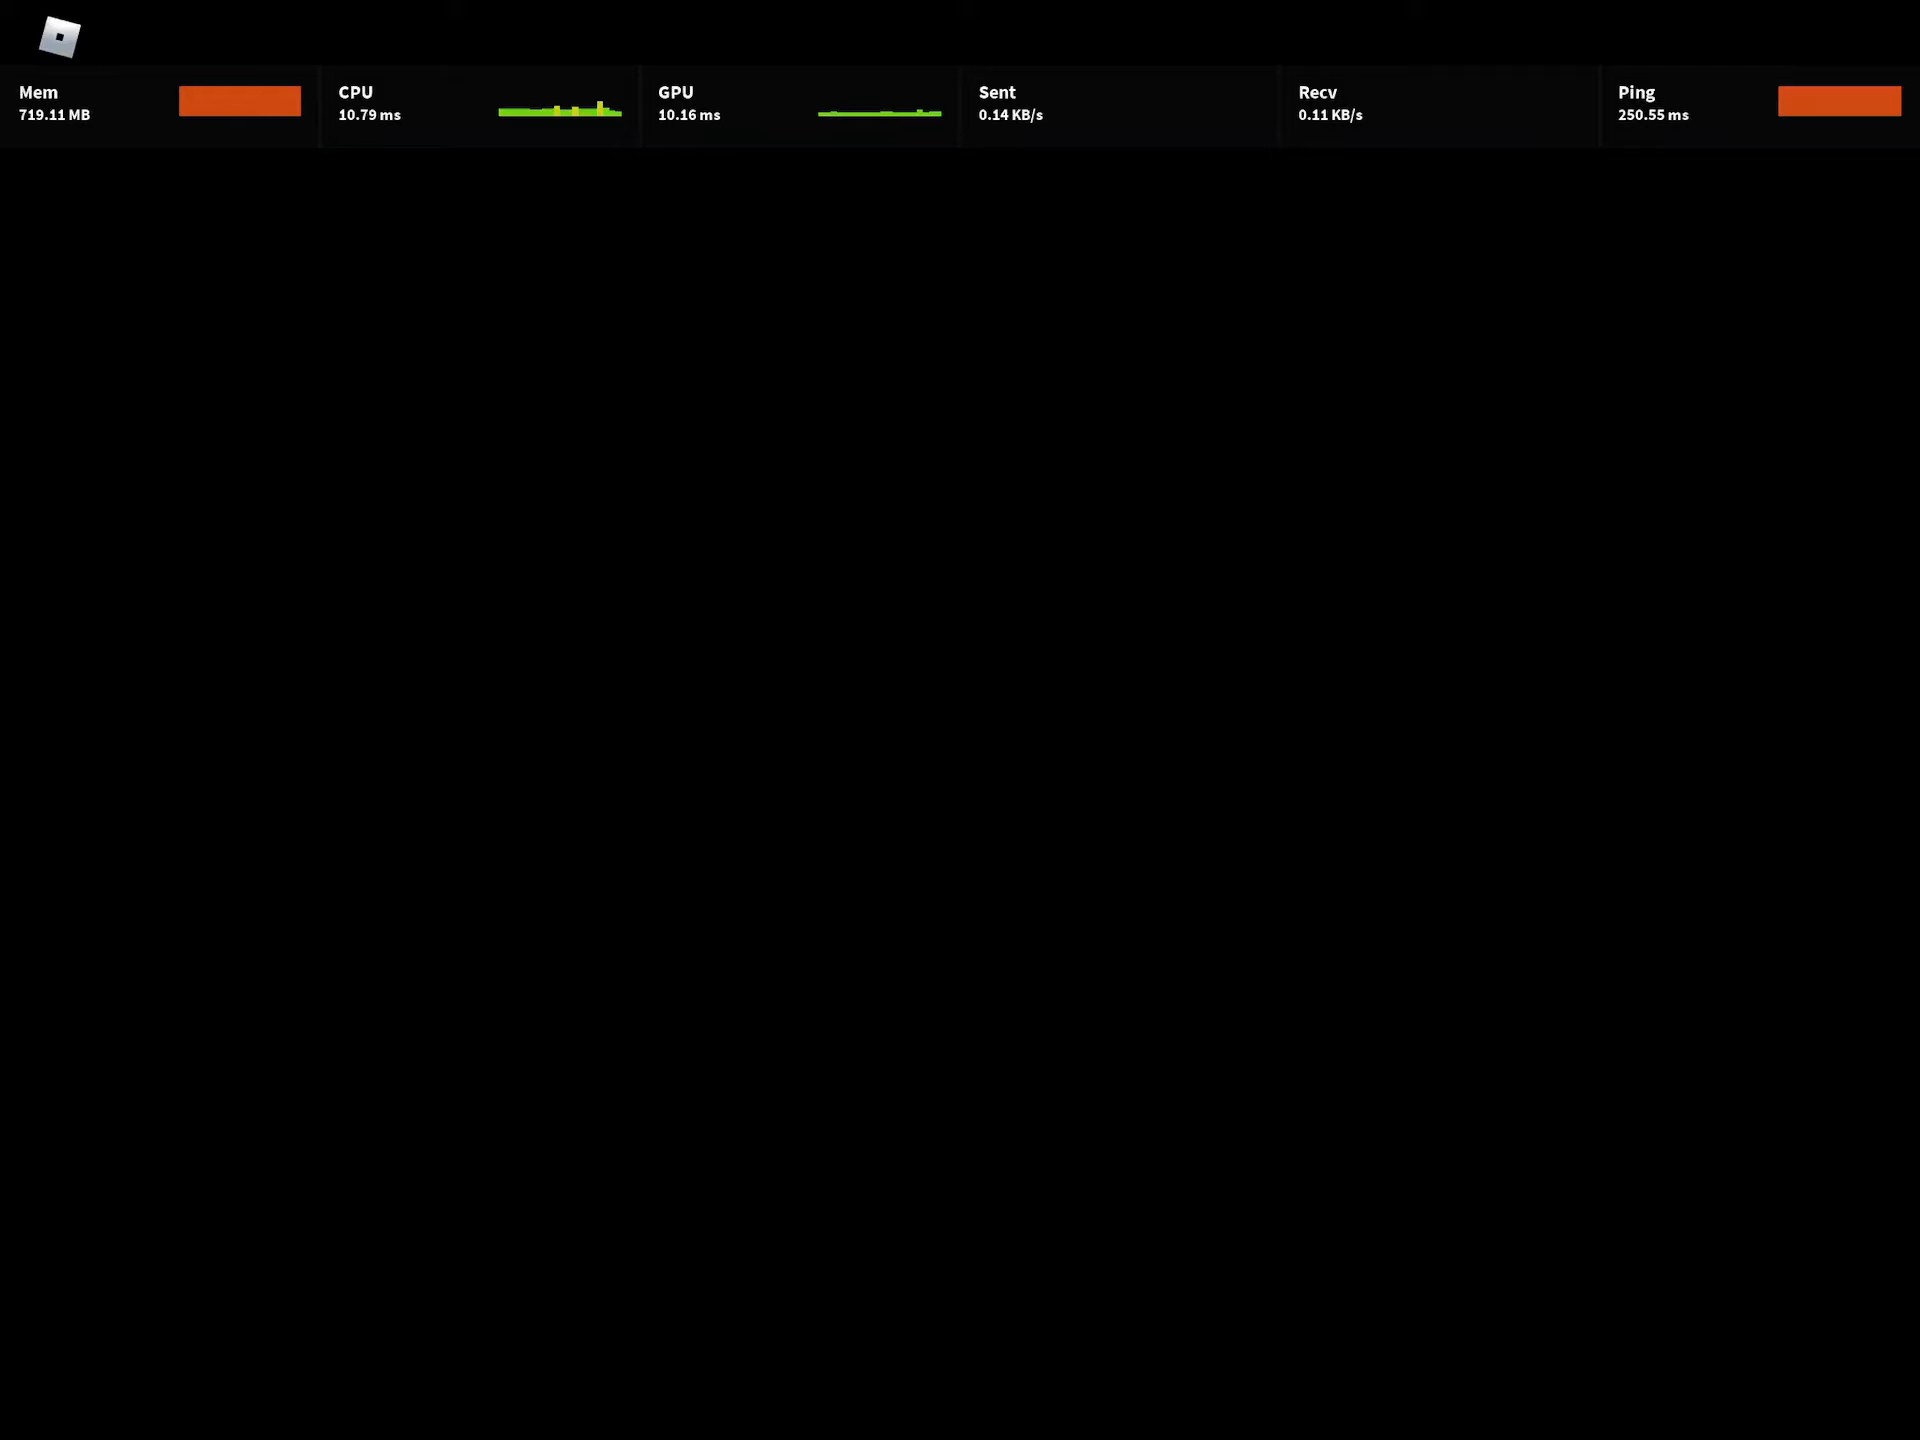 Mem
719.11 MB
CPU
10.79 ms
GPU
10.16 ms
Sent
0.14 KB/s
Recv
0.11 KB/s
Ping
250.55 ms